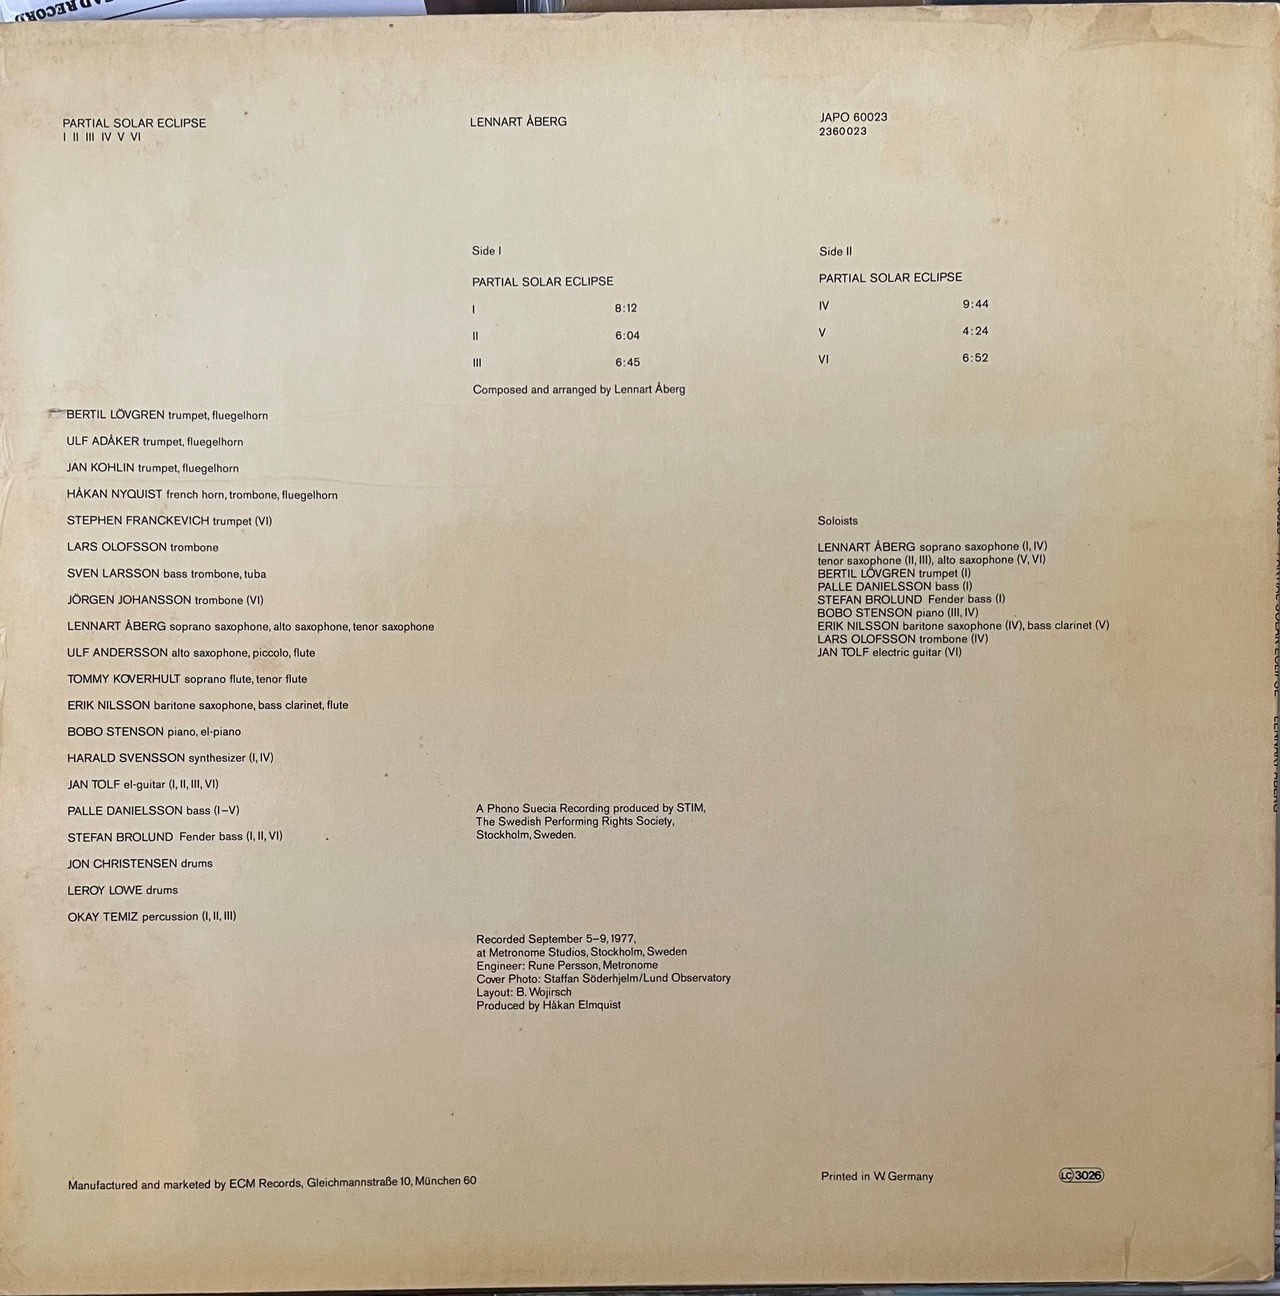 AD RECORD
PARTIAL SOLAR ECLIPSE
I II III IV V VI
LENNART ÅBERG
JAPO 60023
2360023
Side I
PARTIAL SOLAR ECLIPSE
I 8:12
II 6:04
III 6:45
Composed and arranged by Lennart Åberg
Side II
PARTIAL SOLAR ECLIPSE
IV 9:44
V 4:24
VI 6:52
BERTIL LÖVGREN trumpet, fluegelhorn
ULF ADÅKER trumpet, fluegelhorn
JAN KOHLIN trumpet, fluegelhorn
HÅKAN NYQUIST french horn, trombone, fluegelhorn
STEPHEN FRANCKEVICH trumpet (VI)
LARS OLOFSSON trombone
SVEN LARSSON bass trombone, tuba
JÖRGEN JOHANSSON trombone (VI)
LENNART ÅBERG soprano saxophone, alto saxophone, tenor saxophone
ULF ANDERSSON alto saxophone, piccolo, flute
TOMMY KOVERHULT soprano flute, tenor flute
ERIK NILSSON baritone saxophone, bass clarinet, flute
BOBO STENSON piano, el-piano
HARALD SVENSSON synthesizer (I, IV)
JAN TOLF el-guitar (I, II, III, VI)
PALLE DANIELSSON bass (I–V)
STEFAN BROLUND Fender bass (I, II, VI)
JON CHRISTENSEN drums
LEROY LOWE drums
OKAY TEMIZ percussion (I, II, III)
Soloists
LENNART ÅBERG soprano saxophone (I, IV)
tenor saxophone (II, III), alto saxophone (V, VI)
BERTIL LÖVGREN trumpet (I)
PALLE DANIELSSON bass (I)
STEFAN BROLUND Fender bass (I)
BOBO STENSON piano (III, IV)
ERIK NILSSON baritone saxophone (IV), bass clarinet (V)
LARS OLOFSSON trombone (IV)
JAN TOLF electric guitar (VI)
A Phono Suecia Recording produced by STIM,
The Swedish Performing Rights Society,
Stockholm, Sweden.
Recorded September 5–9, 1977,
at Metronome Studios, Stockholm, Sweden
Engineer: Rune Persson, Metronome
Cover Photo: Staffan Söderhjelm/Lund Observatory
Layout: B. Wojirsch
Produced by Håkan Elmquist
Manufactured and marketed by ECM Records, Gleichmannstraße 10, München 60
Printed in W. Germany
LC 3026